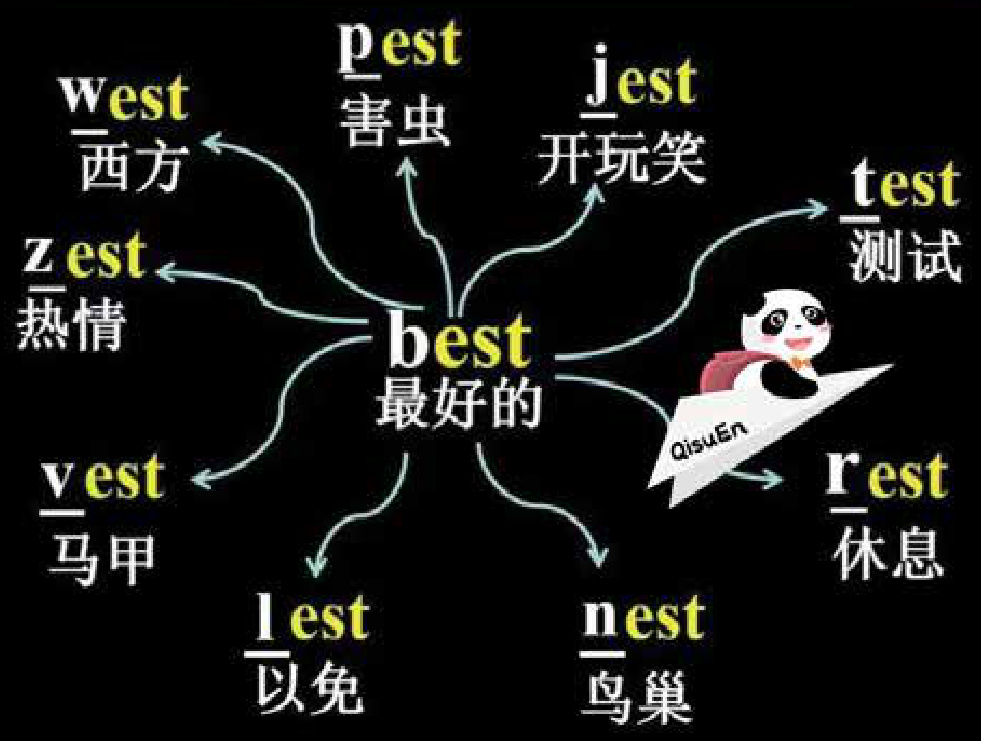 pest
害虫
jest
开玩笑
west
西方
test
测试
zest
热情
best
最好的
QisuEn
vest
马甲
rest
休息
lest
以免
nest
鸟巢